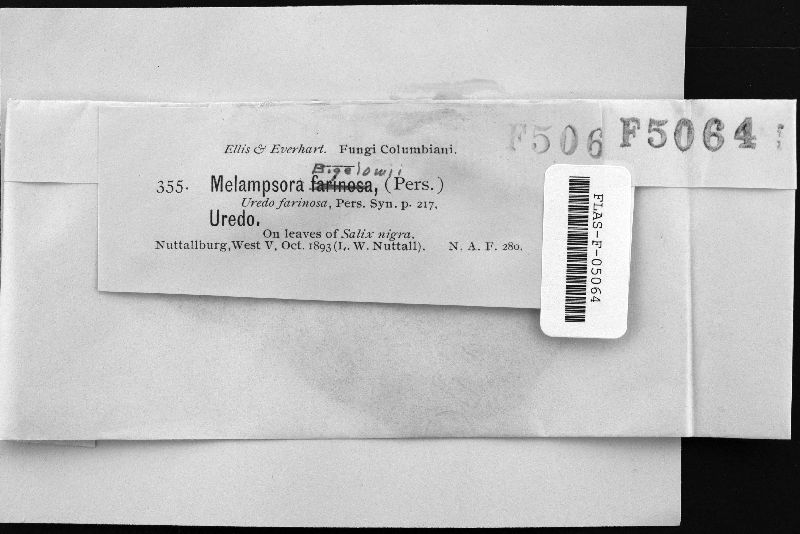 Ellis & Everhart. Fungi Columbiani.
F506
F5064
Bigelowii
355. Melampsora farinosa, (Pers.)
Uredo farinosa, Pers. Syn. p. 217.
Uredo.
On leaves of Salix nigra.
Nuttallburg, West V. Oct. 1893 (L. W. Nuttall). N. A. F. 280.
FLAS-F-05064